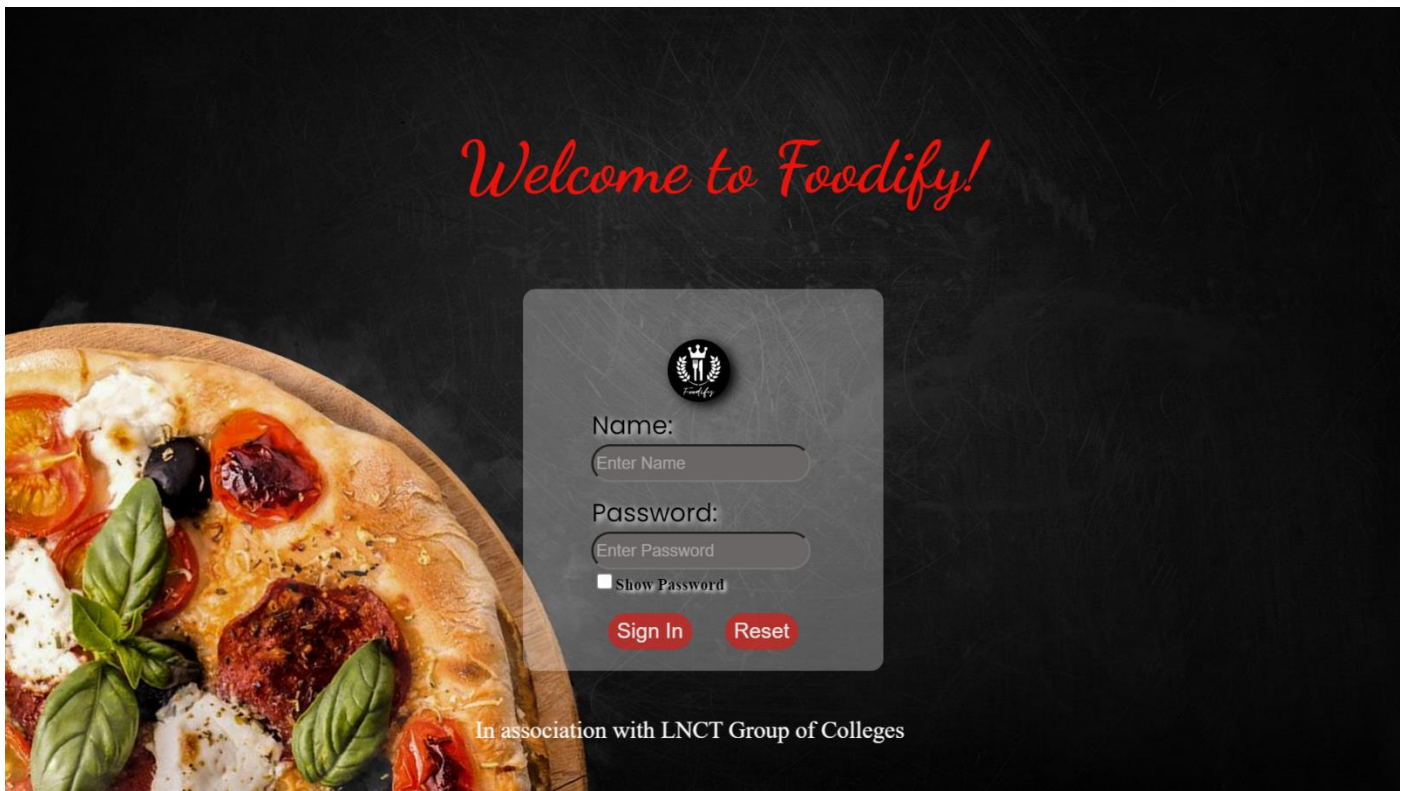 Welcome to Foodify!
Foodify
Name:
Enter Name
Password:
Enter Password
Show Password
Sign In Reset
In association with LNCT Group of Colleges